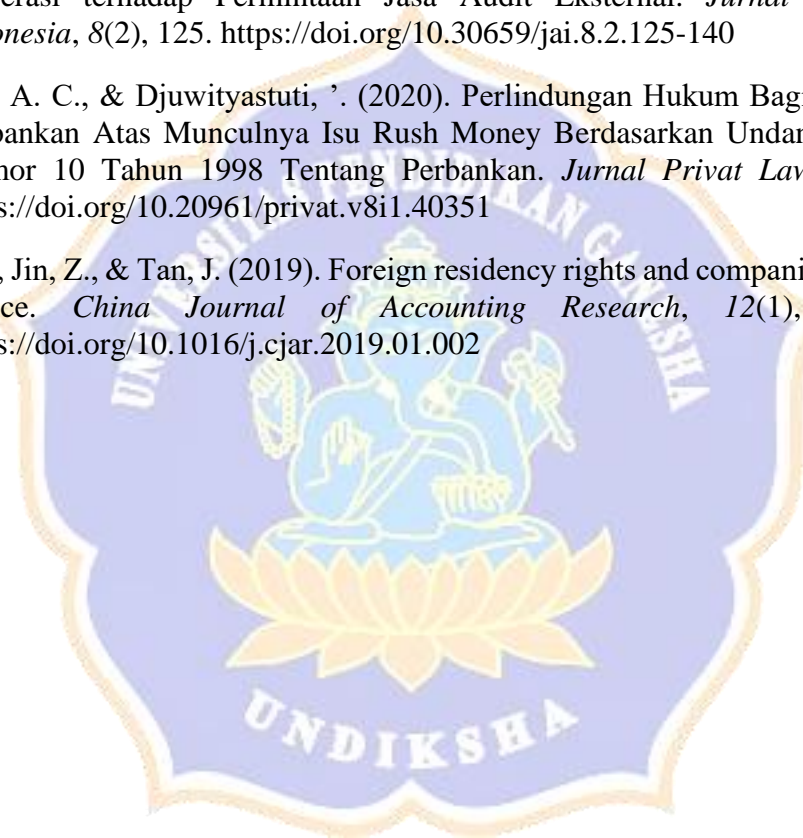 erasi terhadap Permintaan Jasa Audit Eksternal. Jurnal
onesia, 8(2), 125. https://doi.org/10.30659/jai.8.2.125-140
A. C., & Djuwityastuti, ’. (2020). Perlindungan Hukum Bagi
bankan Atas Munculnya Isu Rush Money Berdasarkan Undan
nor 10 Tahun 1998 Tentang Perbankan. Jurnal Privat Law
s://doi.org/10.20961/privat.v8i1.40351
, Jin, Z., & Tan, J. (2019). Foreign residency rights and compani
ce. China Journal of Accounting Research, 12(1),
s://doi.org/10.1016/j.cjar.2019.01.002
UNIVERSITAS PENDIDIKAN GANESHA
UNDIKSHA